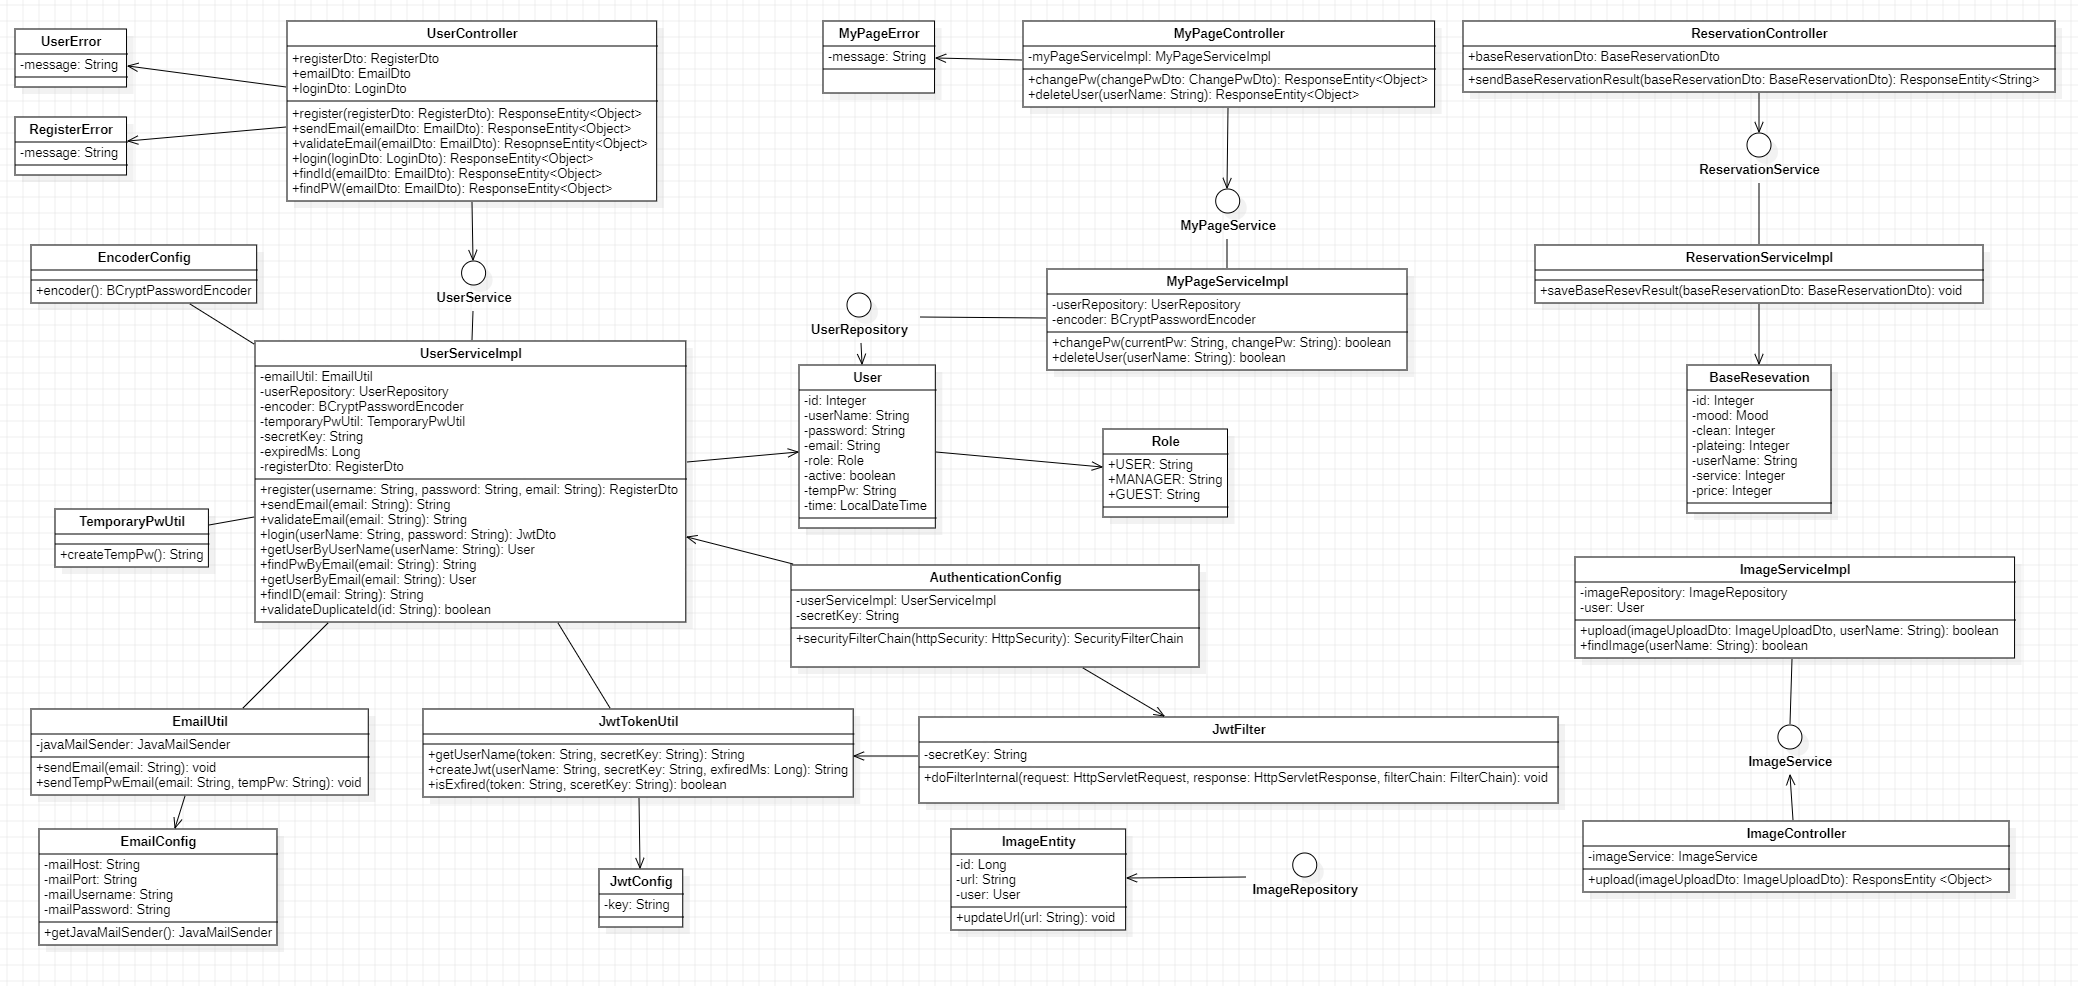 UserError
-message: String
RegisterError
-message: String
UserController
+registerDto: RegisterDto
+emailDto: EmailDto
+loginDto: LoginDto
+register(registerDto: RegisterDto): ResponseEntity<Object>
+sendEmail(emailDto: EmailDto): ResponseEntity<Object>
+validateEmail(emailDto: EmailDto): ResopnseEntity<Object>
+login(loginDto: LoginDto): ResponseEntity<Object>
+findId(emailDto: EmailDto): ResponseEntity<Object>
+findPW(emailDto: EmailDto): ResponseEntity<Object>
MyPageError
-message: String
MyPageController
-myPageServiceImpl: MyPageServiceImpl
+changePw(changePwDto: ChangePwDto): ResponseEntity<Object>
+deleteUser(userName: String): ResponseEntity<Object>
ReservationController
+baseReservationDto: BaseReservationDto
+sendBaseReservationResult(baseReservationDto: BaseReservationDto): ResponseEntity<String>
ReservationService
MyPageService
EncoderConfig
+encoder(): BCryptPasswordEncoder
UserService
ReservationServiceImpl
+saveBaseResevResult(baseReservationDto: BaseReservationDto): void
MyPageServiceImpl
-userRepository: UserRepository
-encoder: BCryptPasswordEncoder
+changePw(currentPw: String, changePw: String): boolean
+deleteUser(userName: String): boolean
UserRepository
UserServiceImpl
-emailUtil: EmailUtil
-userRepository: UserRepository
-encoder: BCryptPasswordEncoder
-temporaryPwUtil: TemporaryPwUtil
-secretKey: String
-expiredMs: Long
-registerDto: RegisterDto
+register(username: String, password: String, email: String): RegisterDto
+sendEmail(email: String): String
+validateEmail(email: String): String
+login(userName: String, password: String): JwtDto
+getUserByUserName(userName: String): User
+findPwByEmail(email: String): String
+getUserByEmail(email: String): User
+findID(email: String): String
+validateDuplicateId(id: String): boolean
User
-id: Integer
-userName: String
-password: String
-email: String
-role: Role
-active: boolean
-tempPw: String
-time: LocalDateTime
Role
+USER: String
+MANAGER: String
+GUEST: String
BaseResevation
-id: Integer
-mood: Mood
-clean: Integer
-plateing: Integer
-userName: String
-service: Integer
-price: Integer
TemporaryPwUtil
+createTempPw(): String
AuthenticationConfig
-userServiceImpl: UserServiceImpl
-secretKey: String
+securityFilterChain(httpSecurity: HttpSecurity): SecurityFilterChain
ImageServiceImpl
-imageRepository: ImageRepository
-user: User
+upload(imageUploadDto: ImageUploadDto, userName: String): boolean
+findImage(userName: String): boolean
EmailUtil
-javaMailSender: JavaMailSender
+sendEmail(email: String): void
+sendTempPwEmail(email: String, tempPw: String): void
JwtTokenUtil
+getUserName(token: String, secretKey: String): String
+createJwt(userName: String, secretKey: String, exfiredMs: Long): String
+isExfired(token: String, sceretKey: String): boolean
JwtFilter
-secretKey: String
+doFilterInternal(request: HttpServletRequest, response: HttpServletResponse, filterChain: FilterChain): void
ImageService
EmailConfig
-mailHost: String
-mailPort: String
-mailUsername: String
-mailPassword: String
+getJavaMailSender(): JavaMailSender
JwtConfig
-key: String
ImageEntity
-id: Long
-url: String
-user: User
+updateUrl(url: String): void
ImageRepository
ImageController
-imageService: ImageService
+upload(imageUploadDto: ImageUploadDto): ResponsEntity <Object>